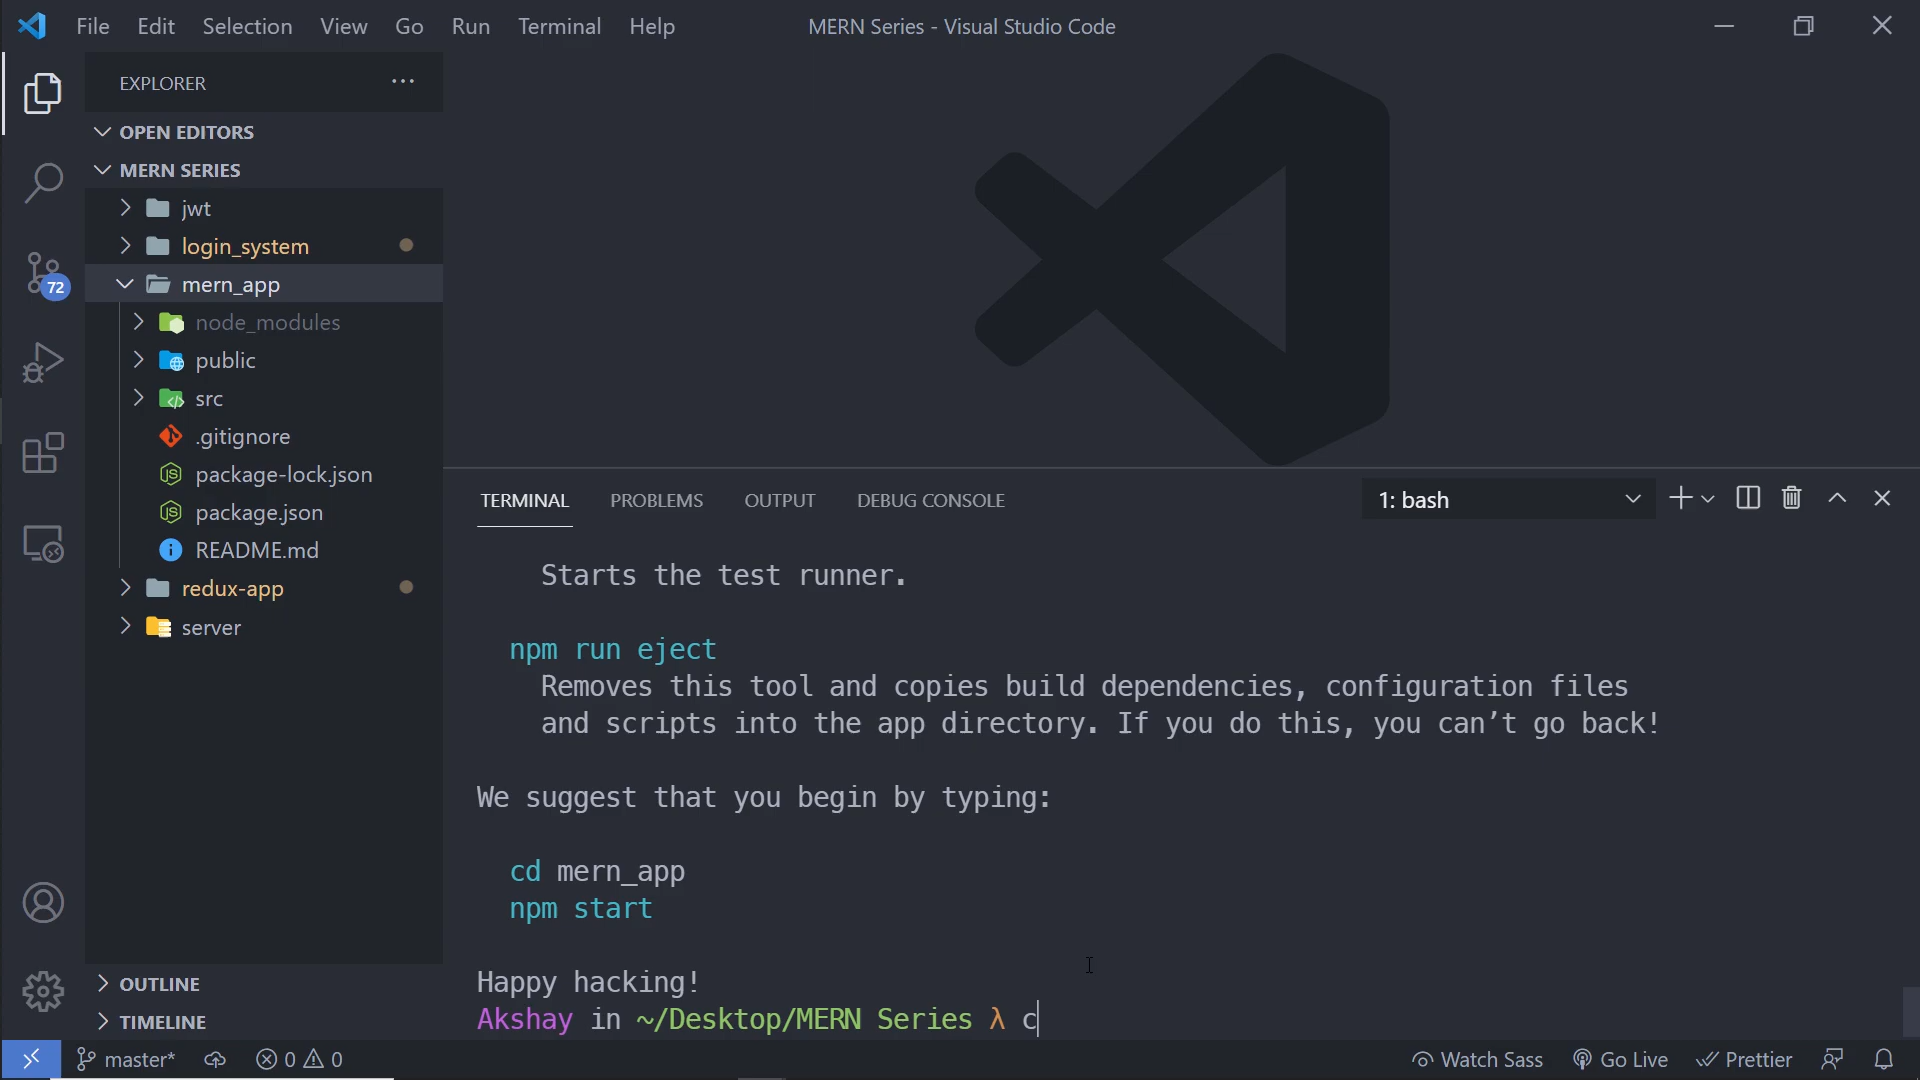 File Edit Selection View Go Run Terminal Help MERN Series - Visual Studio Code
EXPLORER
OPEN EDITORS
MERN SERIES
jwt
login_system
72
mern_app
node_modules
public
src
.gitignore
package-lock.json
package.json
README.md
redux-app
server
OUTLINE
TIMELINE
TERMINAL PROBLEMS OUTPUT DEBUG CONSOLE 1: bash
Starts the test runner.
npm run eject
Removes this tool and copies build dependencies, configuration files
and scripts into the app directory. If you do this, you can’t go back!
We suggest that you begin by typing:
cd mern_app
npm start
Happy hacking!
Akshay in ~/Desktop/MERN Series λ c
master* 0 0 Watch Sass Go Live Prettier